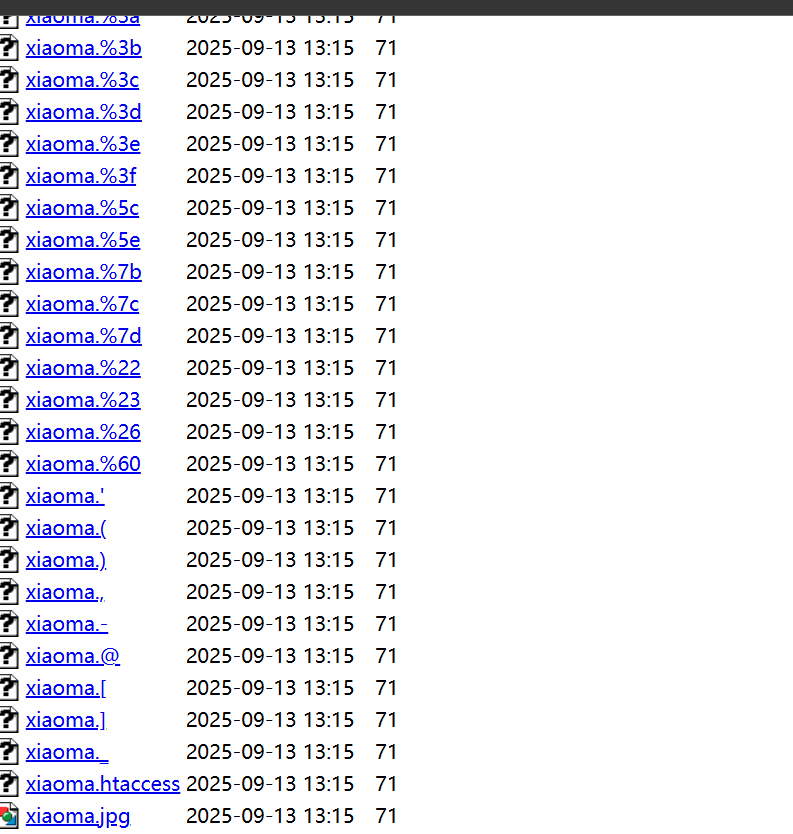 xiaoma.%3a 2025-09-13 13:15 71
xiaoma.%3b 2025-09-13 13:15 71
xiaoma.%3c 2025-09-13 13:15 71
xiaoma.%3d 2025-09-13 13:15 71
xiaoma.%3e 2025-09-13 13:15 71
xiaoma.%3f 2025-09-13 13:15 71
xiaoma.%5c 2025-09-13 13:15 71
xiaoma.%5e 2025-09-13 13:15 71
xiaoma.%7b 2025-09-13 13:15 71
xiaoma.%7c 2025-09-13 13:15 71
xiaoma.%7d 2025-09-13 13:15 71
xiaoma.%22 2025-09-13 13:15 71
xiaoma.%23 2025-09-13 13:15 71
xiaoma.%26 2025-09-13 13:15 71
xiaoma.%60 2025-09-13 13:15 71
xiaoma.' 2025-09-13 13:15 71
xiaoma.( 2025-09-13 13:15 71
xiaoma.) 2025-09-13 13:15 71
xiaoma., 2025-09-13 13:15 71
xiaoma.- 2025-09-13 13:15 71
xiaoma.@ 2025-09-13 13:15 71
xiaoma.[ 2025-09-13 13:15 71
xiaoma.] 2025-09-13 13:15 71
xiaoma._ 2025-09-13 13:15 71
xiaoma.htaccess 2025-09-13 13:15 71
xiaoma.jpg 2025-09-13 13:15 71